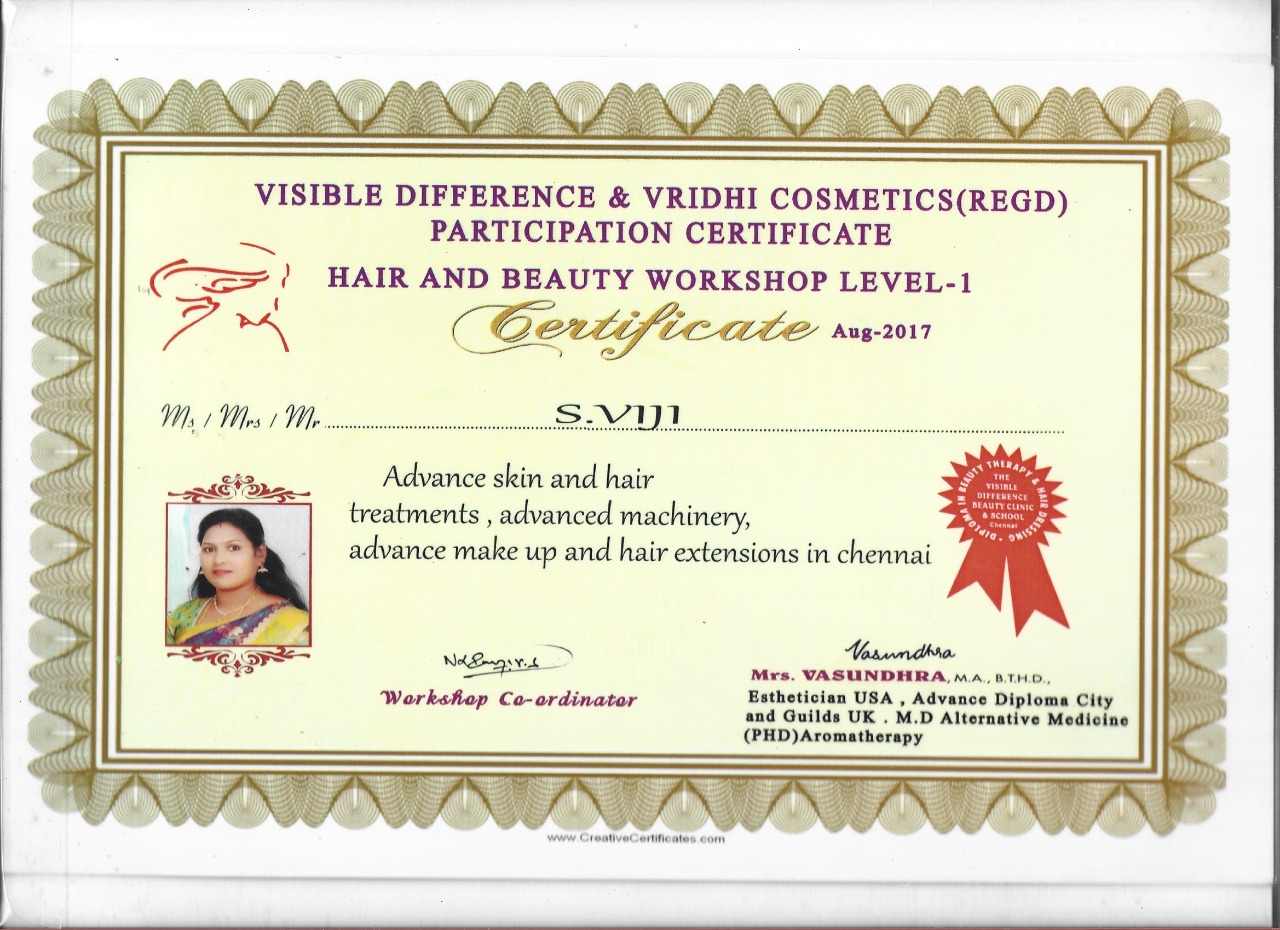 VISIBLE DIFFERENCE & VRIDHI COSMETICS(REGD)
PARTICIPATION CERTIFICATE
HAIR AND BEAUTY WORKSHOP LEVEL-1
Certificate Aug-2017
Ms / Mrs / Mr S.VIJI
Advance skin and hair
treatments , advanced machinery,
advance make up and hair extensions in chennai
DIPLOMA IN BEAUTY THERAPY & HAIR DRESSING
THE
VISIBLE
DIFFERENCE
BEAUTY CLINIC
& SCHOOL
Chennai
Workshop Co-ordinator
Vasundhra
Mrs. VASUNDHRA, M.A., B.T.H.D.,
Esthetician USA , Advance Diploma City
and Guilds UK . M.D Alternative Medicine
(PHD)Aromatherapy
www.CreativeCertificates.com